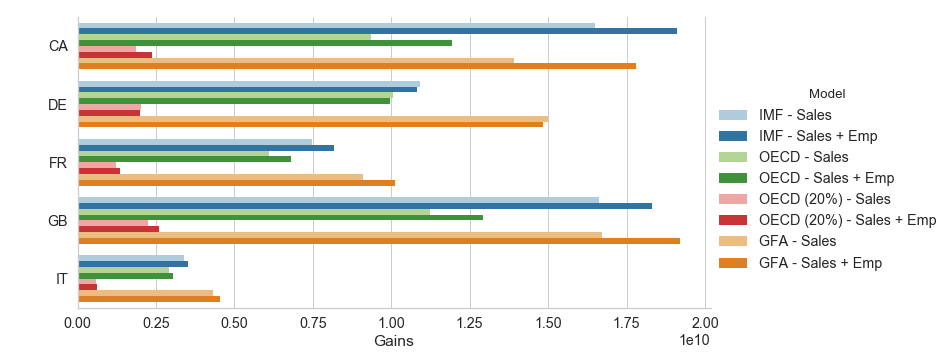 CA
DE
FR
GB
IT
0.00 0.25 0.50 0.75 1.00 1.25 1.50 1.75 2.00
1e10
Gains
Model
IMF - Sales
IMF - Sales + Emp
OECD - Sales
OECD - Sales + Emp
OECD (20%) - Sales
OECD (20%) - Sales + Emp
GFA - Sales
GFA - Sales + Emp